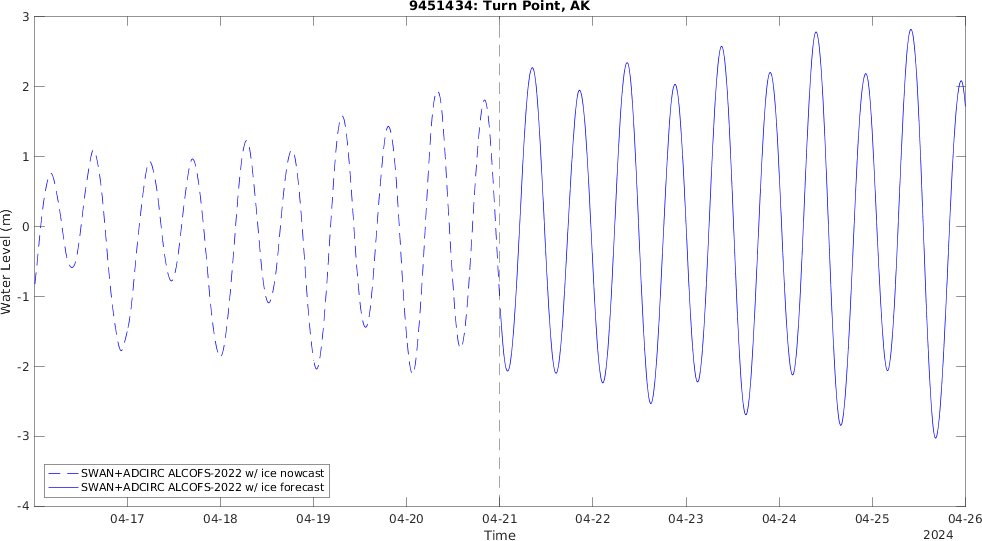 9451434: Turn Point, AK
3
2
1
0
-1
-2
-3
-4
Water Level (m)
SWAN+ADCIRC ALCOFS-2022 w/ ice nowcast
SWAN+ADCIRC ALCOFS-2022 w/ ice forecast
04-17 04-18 04-19 04-20 04-21 04-22 04-23 04-24 04-25 04-26
Time
2024